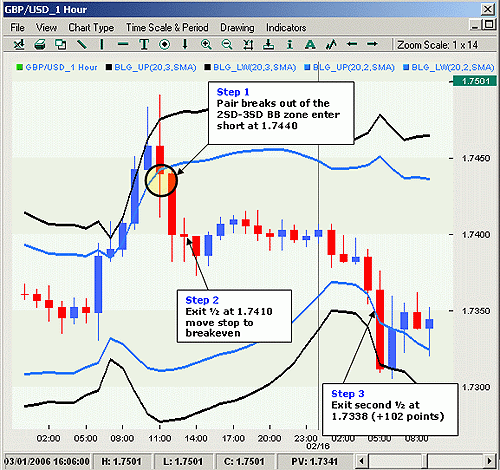 GBP/USD_1 Hour
File View Chart Type Time Scale & Period Drawing Indicators
A Zoom Scale: 1 x 14
GBP/USD_1 Hour BLG_UP(20,3,SMA) BLG_LW(20,3,SMA) BLG_UP(20,2,SMA) BLG_LW(20,2,SMA)
1.7501
Step 1
Pair breaks out of the
2SD-3SD BB zone enter
short at 1.7440
1.7450
1.7400
Step 2
Exit ½ at 1.7410
move stop to
breakeven
1.7350
1.7300
Step 3
Exit second ½ at
1.7338 (+102 points)
02:00 05:00 08:00 11:00 14:00 17:00 20:00 23:00 02:00 05:00 08:00
02/16
03/01/2006 16:06:00 H: 1.7501 L: 1.7501 C: 1.7501 PV: 1.7341